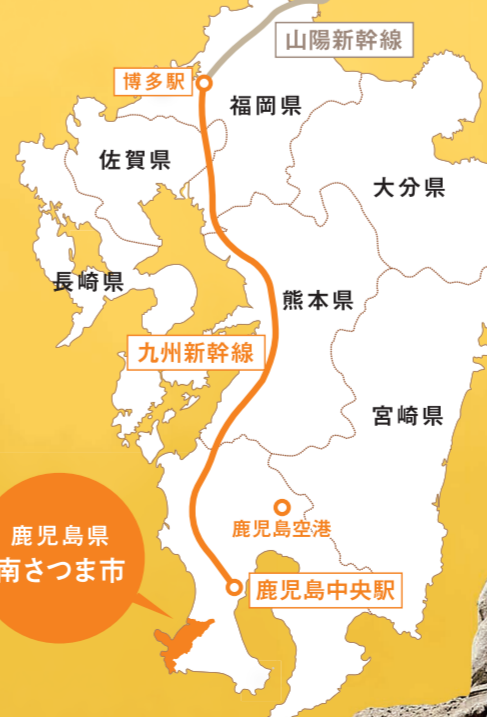 山陽新幹線
博多駅
福岡県
佐賀県
大分県
長崎県
熊本県
九州新幹線
宮崎県
鹿児島空港
鹿児島県
南さつま市
鹿児島中央駅